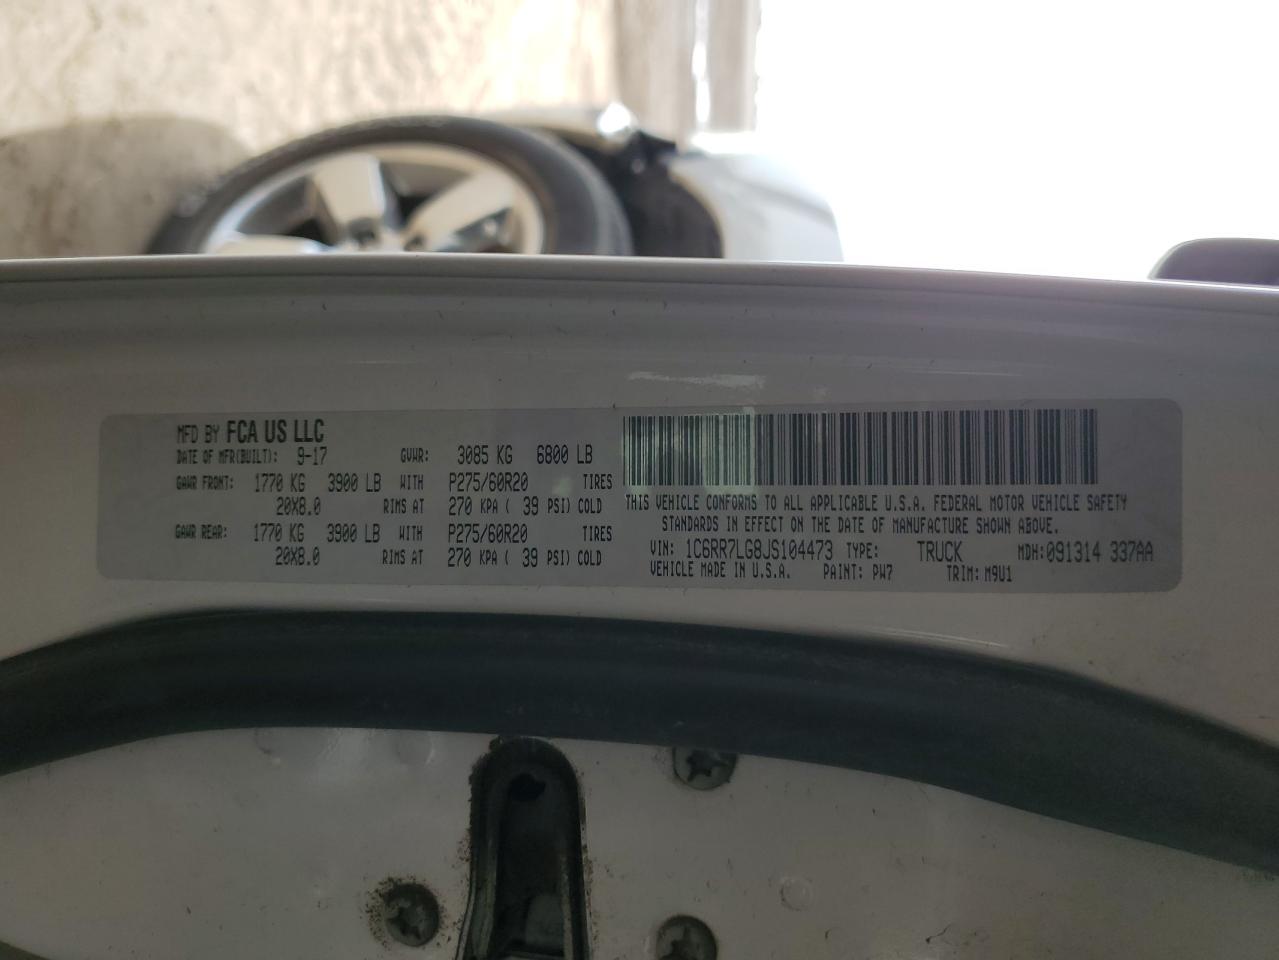 MFD BY FCA US LLC
DATE OF MFR(BUILT): 9-17 GVWR: 3085 KG 6800 LB
GAWR FRONT: 1770 KG 3900 LB WITH P275/60R20 TIRES
20X8.0 RIMS AT 270 KPA ( 39 PSI) COLD
GAWR REAR: 1770 KG 3900 LB WITH P275/60R20 TIRES
20X8.0 RIMS AT 270 KPA ( 39 PSI) COLD
THIS VEHICLE CONFORMS TO ALL APPLICABLE U.S.A. FEDERAL MOTOR VEHICLE SAFETY
STANDARDS IN EFFECT ON THE DATE OF MANUFACTURE SHOWN ABOVE.
VIN: 1C6RR7LG8JS104473 TYPE: TRUCK MDH:091314 337AA
VEHICLE MADE IN U.S.A. PAINT: PW7 TRIM: M9U1